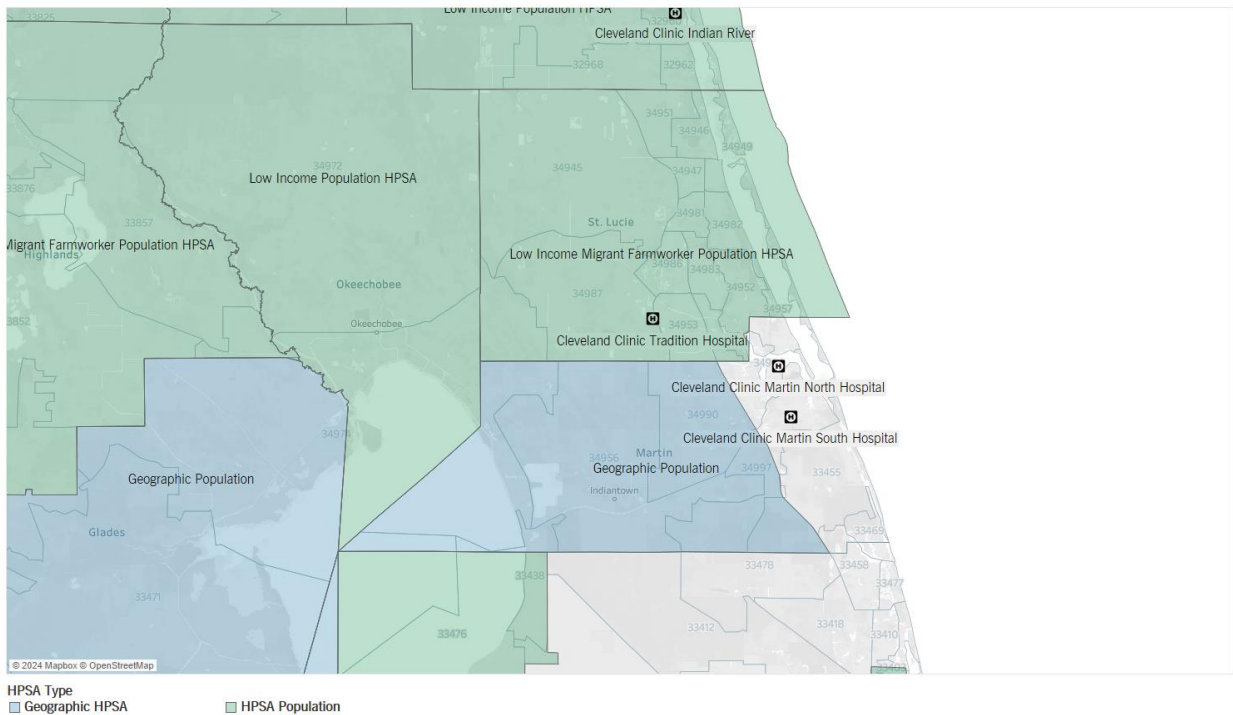 33825
Low Income Population HPSA
Cleveland Clinic Indian River
32968
32962
34951
34946
34949
34972
34945
34947
Low Income Population HPSA
33876
33857
34981
34982
St. Lucie
Migrant Farmworker Population HPSA
Highlands
Low Income Migrant Farmworker Population HPSA
34986
34983
Okeechobee
34987
34952
34957
33852
Okeechobee
34953
Cleveland Clinic Tradition Hospital
Cleveland Clinic Martin North Hospital
34974
34990
Cleveland Clinic Martin South Hospital
34956
Martin
34997
33455
Geographic Population
Geographic Population
Indiantown
Glades
33469
33438
33478
33458
33477
33471
33476
33412
33418
33410
© 2024 Mapbox © OpenStreetMap
HPSA Type
Geographic HPSA
HPSA Population